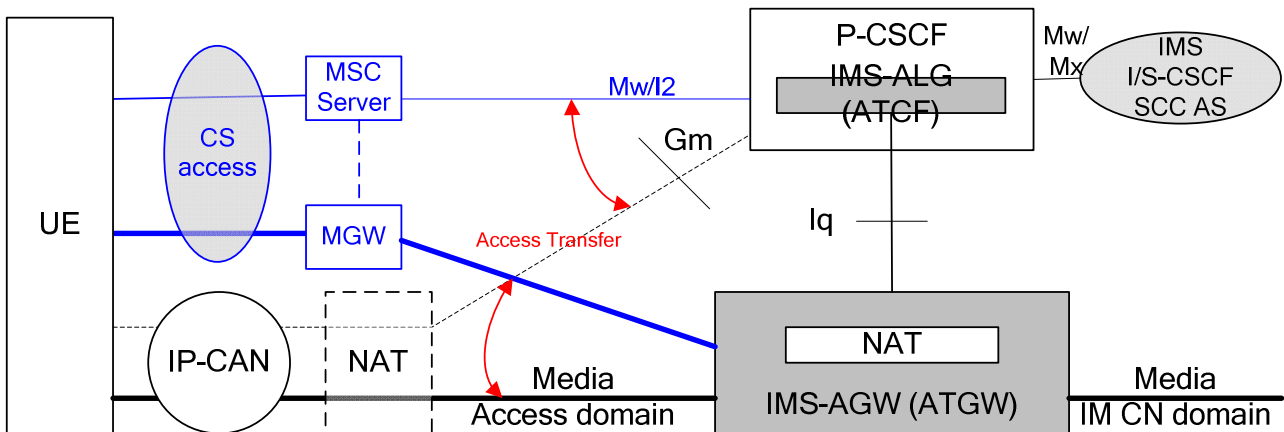 UE
CS
access
MSC
Server
MGW
IP-CAN
NAT
Mw/I2
Gm
Access Transfer
Media
Access domain
P-CSCF
IMS-ALG
(ATCF)
Iq
NAT
IMS-AGW (ATGW)
Mw/
Mx
IMS
I/S-CSCF
SCC AS
Media
IM CN domain